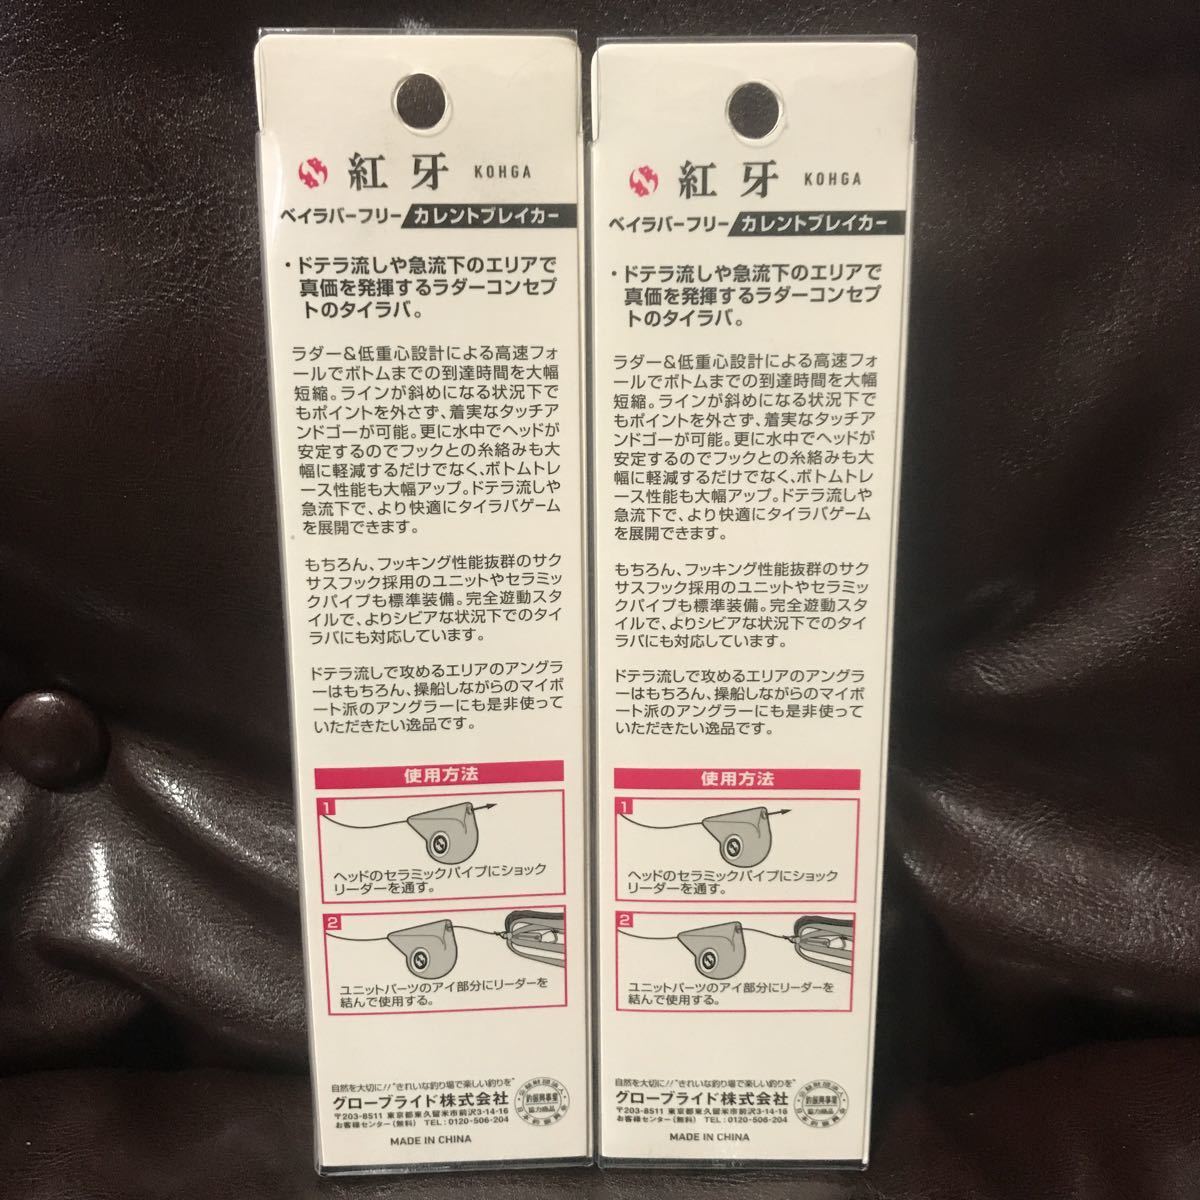 紅牙 KOHGA
ベイラバーフリー カレントブレイカー
・ドテラ流しや急流下のエリアで
真価を発揮するラダーコンセプ
トのタイラバ。
ラダー&低重心設計による高速フォ
ールでボトムまでの到達時間を大幅
短縮。ラインが斜めになる状況下で
もポイントを外さず、着実なタッチア
ンドゴーが可能。更に水中でヘッドが
安定するのでフックとの糸絡みも大
幅に軽減するだけでなく、ボトムトレ
ース性能も大幅アップ。ドテラ流しや
急流下で、より快適にタイラバゲーム
を展開できます。
もちろん、フッキング性能抜群のサク
サスフック採用のユニットやセラミッ
クパイプも標準装備。完全遊動スタ
イルで、よりシビアな状況下でのタイ
ラバにも対応しています。
ドテラ流しで攻めるエリアのアングラ
ーはもちろん、操船しながらのマイボ
ート派のアングラーにも是非使って
いただきたい逸品です。
使用方法
1
ヘッドのセラミックパイプにショック
リーダーを通す。
2
ユニットパーツのアイ部分にリーダーを
結んで使用する。
自然を大切に!!"きれいな釣り場で楽しい釣りを"
グローブライド株式会社
〒203-8511 東京都東久留米市前沢3-14-16
お客様センター(無料) TEL:0120-506-204
MADE IN CHINA
紅牙 KOHGA
ベイラバーフリー カレントブレイカー
・ドテラ流しや急流下のエリアで
真価を発揮するラダーコンセプ
トのタイラバ。
ラダー&低重心設計による高速フォ
ールでボトムまでの到達時間を大幅
短縮。ラインが斜めになる状況下で
もポイントを外さず、着実なタッチア
ンドゴーが可能。更に水中でヘッドが
安定するのでフックとの糸絡みも大
幅に軽減するだけでなく、ボトムトレ
ース性能も大幅アップ。ドテラ流しや
急流下で、より快適にタイラバゲーム
を展開できます。
もちろん、フッキング性能抜群のサク
サスフック採用のユニットやセラミッ
クパイプも標準装備。完全遊動スタ
イルで、よりシビアな状況下でのタイ
ラバにも対応しています。
ドテラ流しで攻めるエリアのアングラ
ーはもちろん、操船しながらのマイボ
ート派のアングラーにも是非使って
いただきたい逸品です。
使用方法
1
ヘッドのセラミックパイプにショック
リーダーを通す。
2
ユニットパーツのアイ部分にリーダーを
結んで使用する。
自然を大切に!!"きれいな釣り場で楽しい釣りを"
グローブライド株式会社
〒203-8511 東京都東久留米市前沢3-14-16
お客様センター(無料) TEL:0120-506-204
MADE IN CHINA